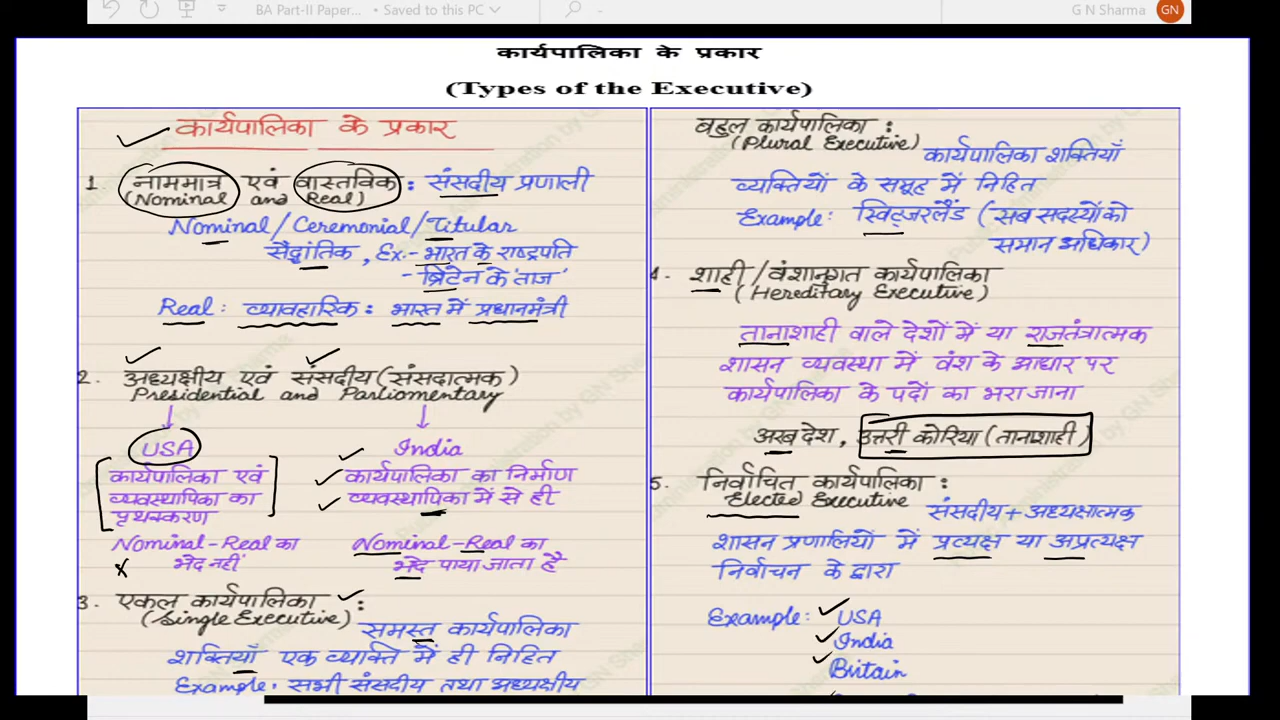 BA Part-II Paper...
Saved to this PC
G N Sharma
GN
कार्यपालिका के प्रकार
(Types of the Executive)
कार्यपालिका के प्रकार
1 नाममात्र एवं वास्तविक : संसदीय प्रणाली
(Nominal and Real)
Nominal/Ceremonial/Titular
सैद्धांतिक, Ex:- भारत के राष्ट्रपति
- ब्रिटेन के 'ताज'
Real: व्यावहारिक : भारत में प्रधानमंत्री
2. अध्यक्षीय एवं संसदीय (संसदात्मक)
Presidential and Parliomentary
USA
कार्यपालिका एवं
व्यवस्थापिका का
पृथक्करण
Nominal-Real का
भेद नहीं
India
कार्यपालिका का निर्माण
व्यवस्थापिका में से ही
Nominal-Real का
भेद पाया जाता है
3. एकल कार्यपालिका :
(Single Executive)
समस्त कार्यपालिका
शक्तियाँ एक व्यक्ति में ही निहित
Example: सभी संसदीय तथा अध्यक्षीय
बहुल कार्यपालिका :
(Plural Executive)
कार्यपालिका शक्तियाँ
व्यक्तियों के समूह में निहित
Example: स्विट्जरलैंड (सब सदस्यों को
समान अधिकार)
4. शाही/वंशानुगत कार्यपालिका
(Hereditary Executive)
तानाशाही वाले देशों में या राजतंत्रात्मक
शासन व्यवस्था में वंश के आधार पर
कार्यपालिका के पदों का भरा जाना
अरब देश, उत्तरी कोरिया (तानाशाही)
5. निर्वाचित कार्यपालिका :
Elected Executive
संसदीय + अध्यक्षात्मक
शासन प्रणालियों में प्रत्यक्ष या अप्रत्यक्ष
निर्वाचन के द्वारा
Example: USA
India
Britain